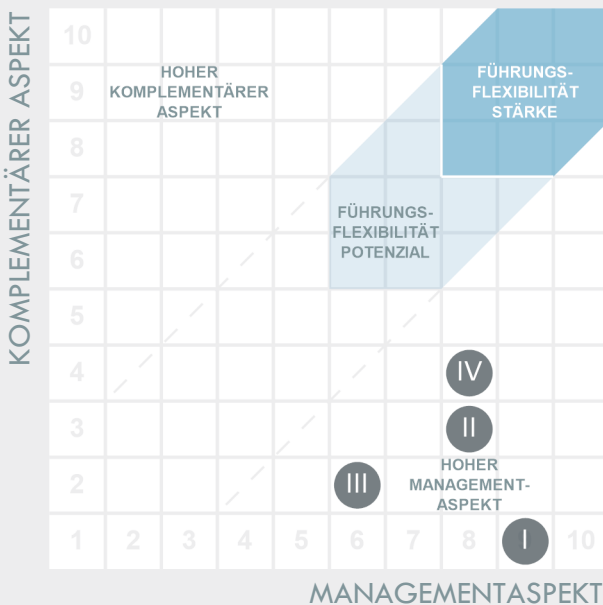 KOMPLEMENTÄRER ASPEKT
10
9
8
7
6
5
4
3
2
HOHER
KOMPLEMENTÄRER
ASPEKT
FÜHRUNGS-
FLEXIBILITÄT
STÄRKE
FÜHRUNGS-
FLEXIBILITÄT
POTENZIAL
IV
II
III
HOHER
MANAGEMENT-
ASPEKT
1 2 3 4 5 6 7 8 I 10
MANAGEMENTASPEKT